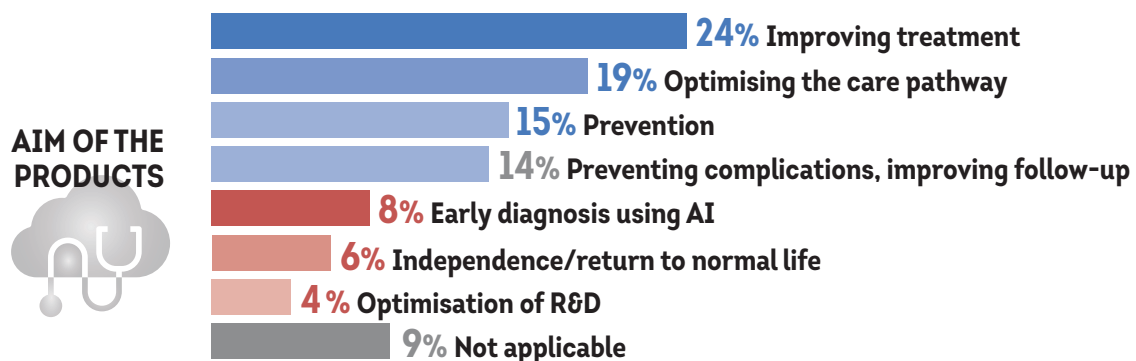 AIM OF THE
PRODUCTS
24% Improving treatment
19% Optimising the care pathway
15% Prevention
14% Preventing complications, improving follow-up
8% Early diagnosis using AI
6% Independence/return to normal life
4% Optimisation of R&D
9% Not applicable